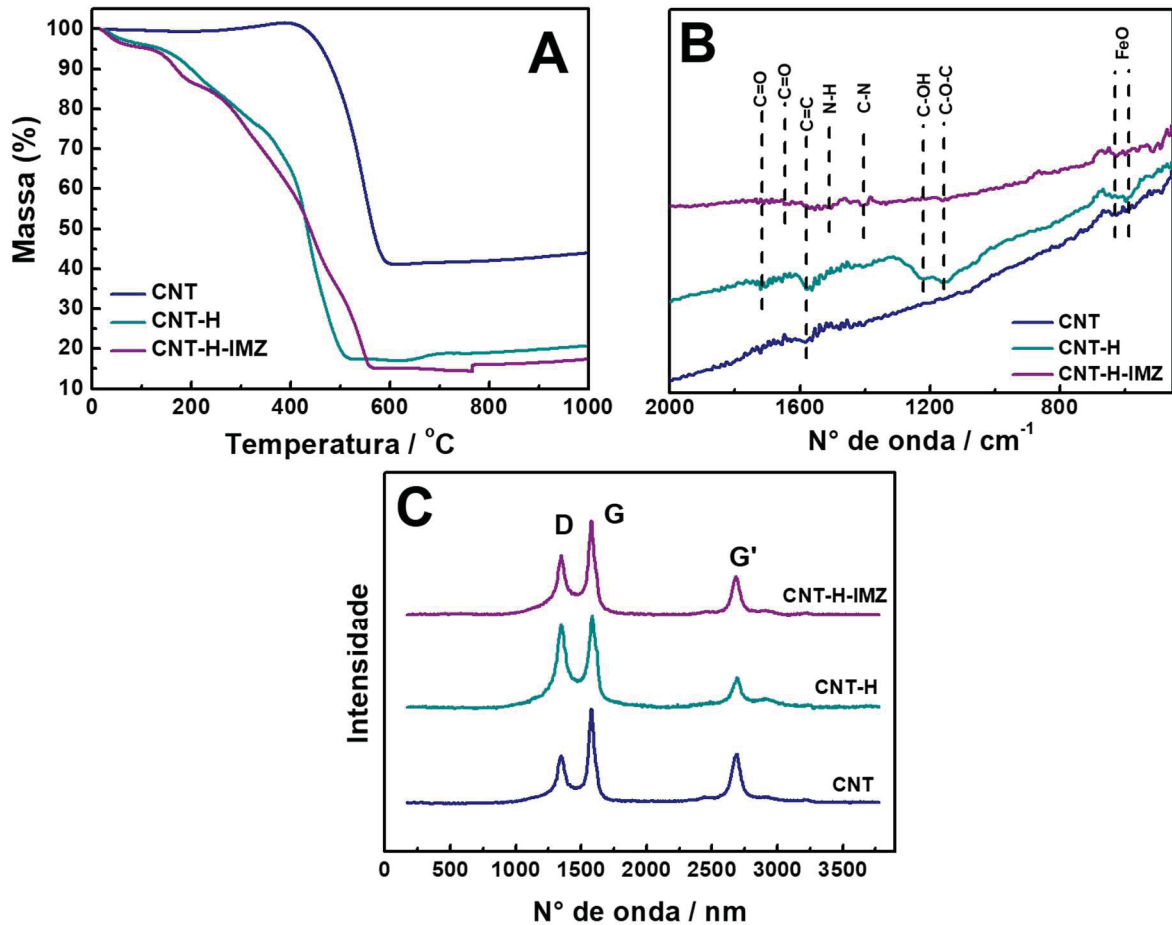 A
100
90
80
70
60
50
40
30
20
10
Massa (%)
CNT
CNT-H
CNT-H-IMZ
0 200 400 600 800 1000
Temperatura / °C
B
C=O
C=O
C=C
N-H
C-N
C-OH
C-O-C
FeO
CNT
CNT-H
CNT-H-IMZ
2000 1600 1200 800
N° de onda / cm⁻¹
C
D
G
G'
Intensidade
CNT-H-IMZ
CNT-H
CNT
0 500 1000 1500 2000 2500 3000 3500
N° de onda / nm